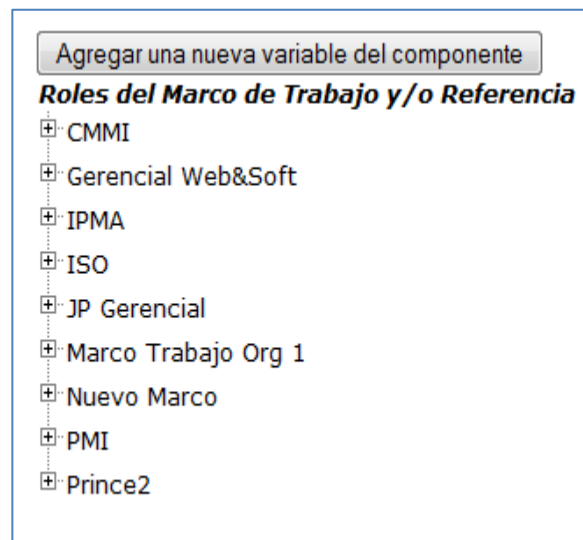 Agregar una nueva variable del componente
Roles del Marco de Trabajo y/o Referencia
CMMI
Gerencial Web&Soft
IPMA
ISO
JP Gerencial
Marco Trabajo Org 1
Nuevo Marco
PMI
Prince2